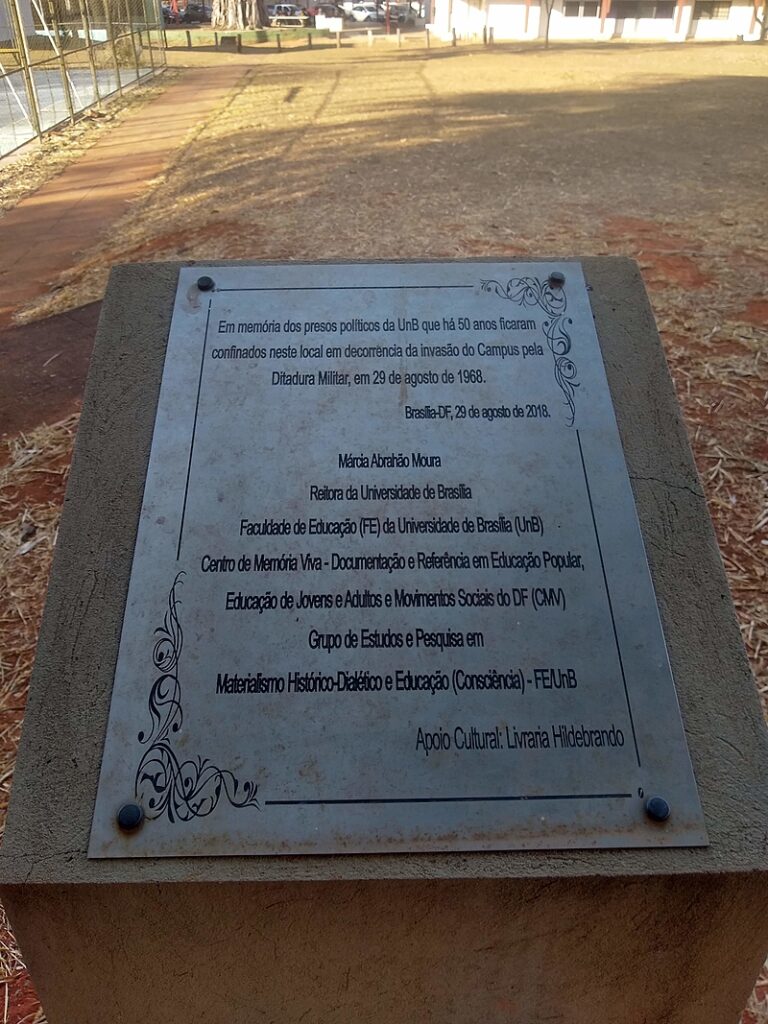 Em memória dos presos políticos da UnB que há 50 anos ficaram
confinados neste local em decorrência da invasão do Campus pela
Ditadura Militar, em 29 de agosto de 1968.
Brasília-DF, 29 de agosto de 2018.
Márcia Abrahão Moura
Reitora da Universidade de Brasília
Faculdade de Educação (FE) da Universidade de Brasília (UnB)
Centro de Memória Viva - Documentação e Referência em Educação Popular,
Educação de Jovens e Adultos e Movimentos Sociais do DF (CMV)
Grupo de Estudos e Pesquisa em
Materialismo Histórico-Dialético e Educação (Consciência) - FE/UnB
Apoio Cultural: Livraria Hildebrando